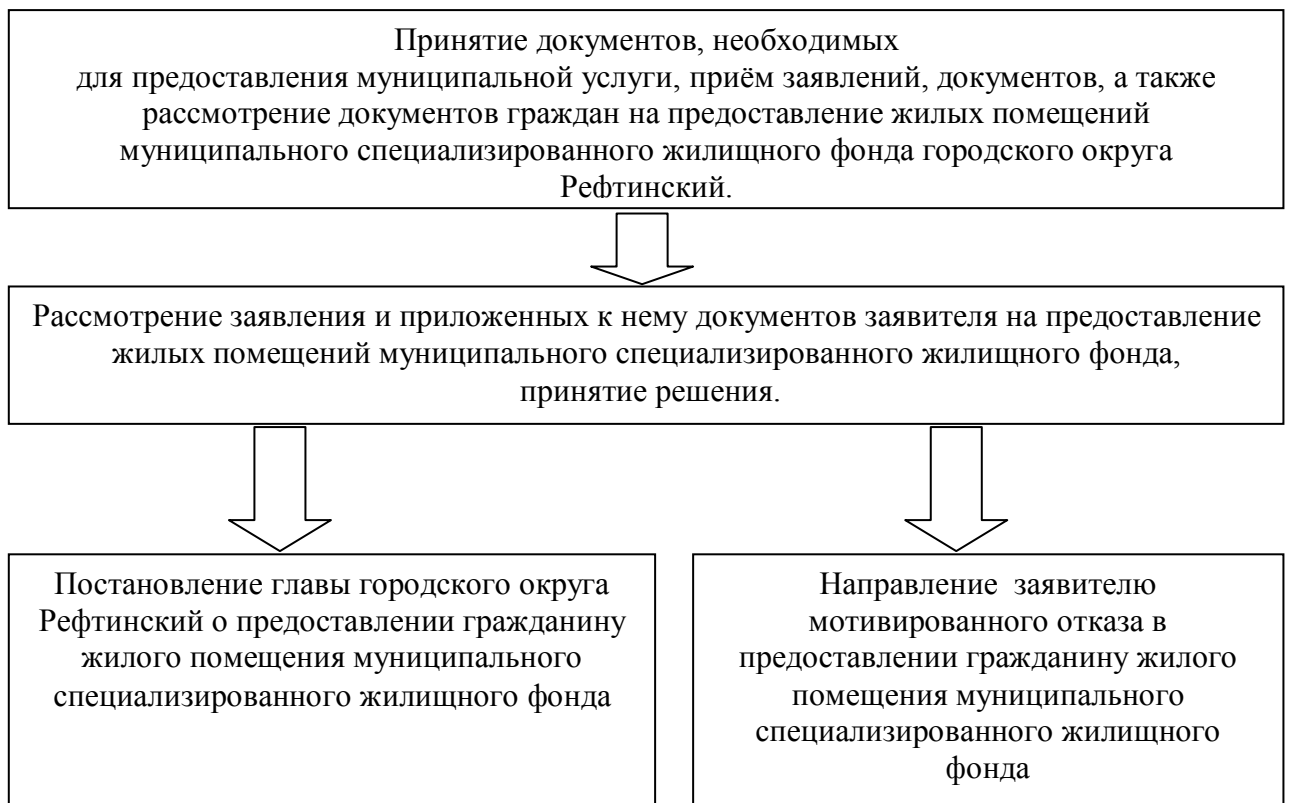 Принятие документов, необходимых
для предоставления муниципальной услуги, приём заявлений, документов, а также
рассмотрение документов граждан на предоставление жилых помещений
муниципального специализированного жилищного фонда городского округа
Рефтинский.
Рассмотрение заявления и приложенных к нему документов заявителя на предоставление
жилых помещений муниципального специализированного жилищного фонда,
принятие решения.
Постановление главы городского округа
Рефтинский о предоставлении гражданину
жилого помещения муниципального
специализированного жилищного фонда
Направление заявителю
мотивированного отказа в
предоставлении гражданину жилого
помещения муниципального
специализированного жилищного
фонда